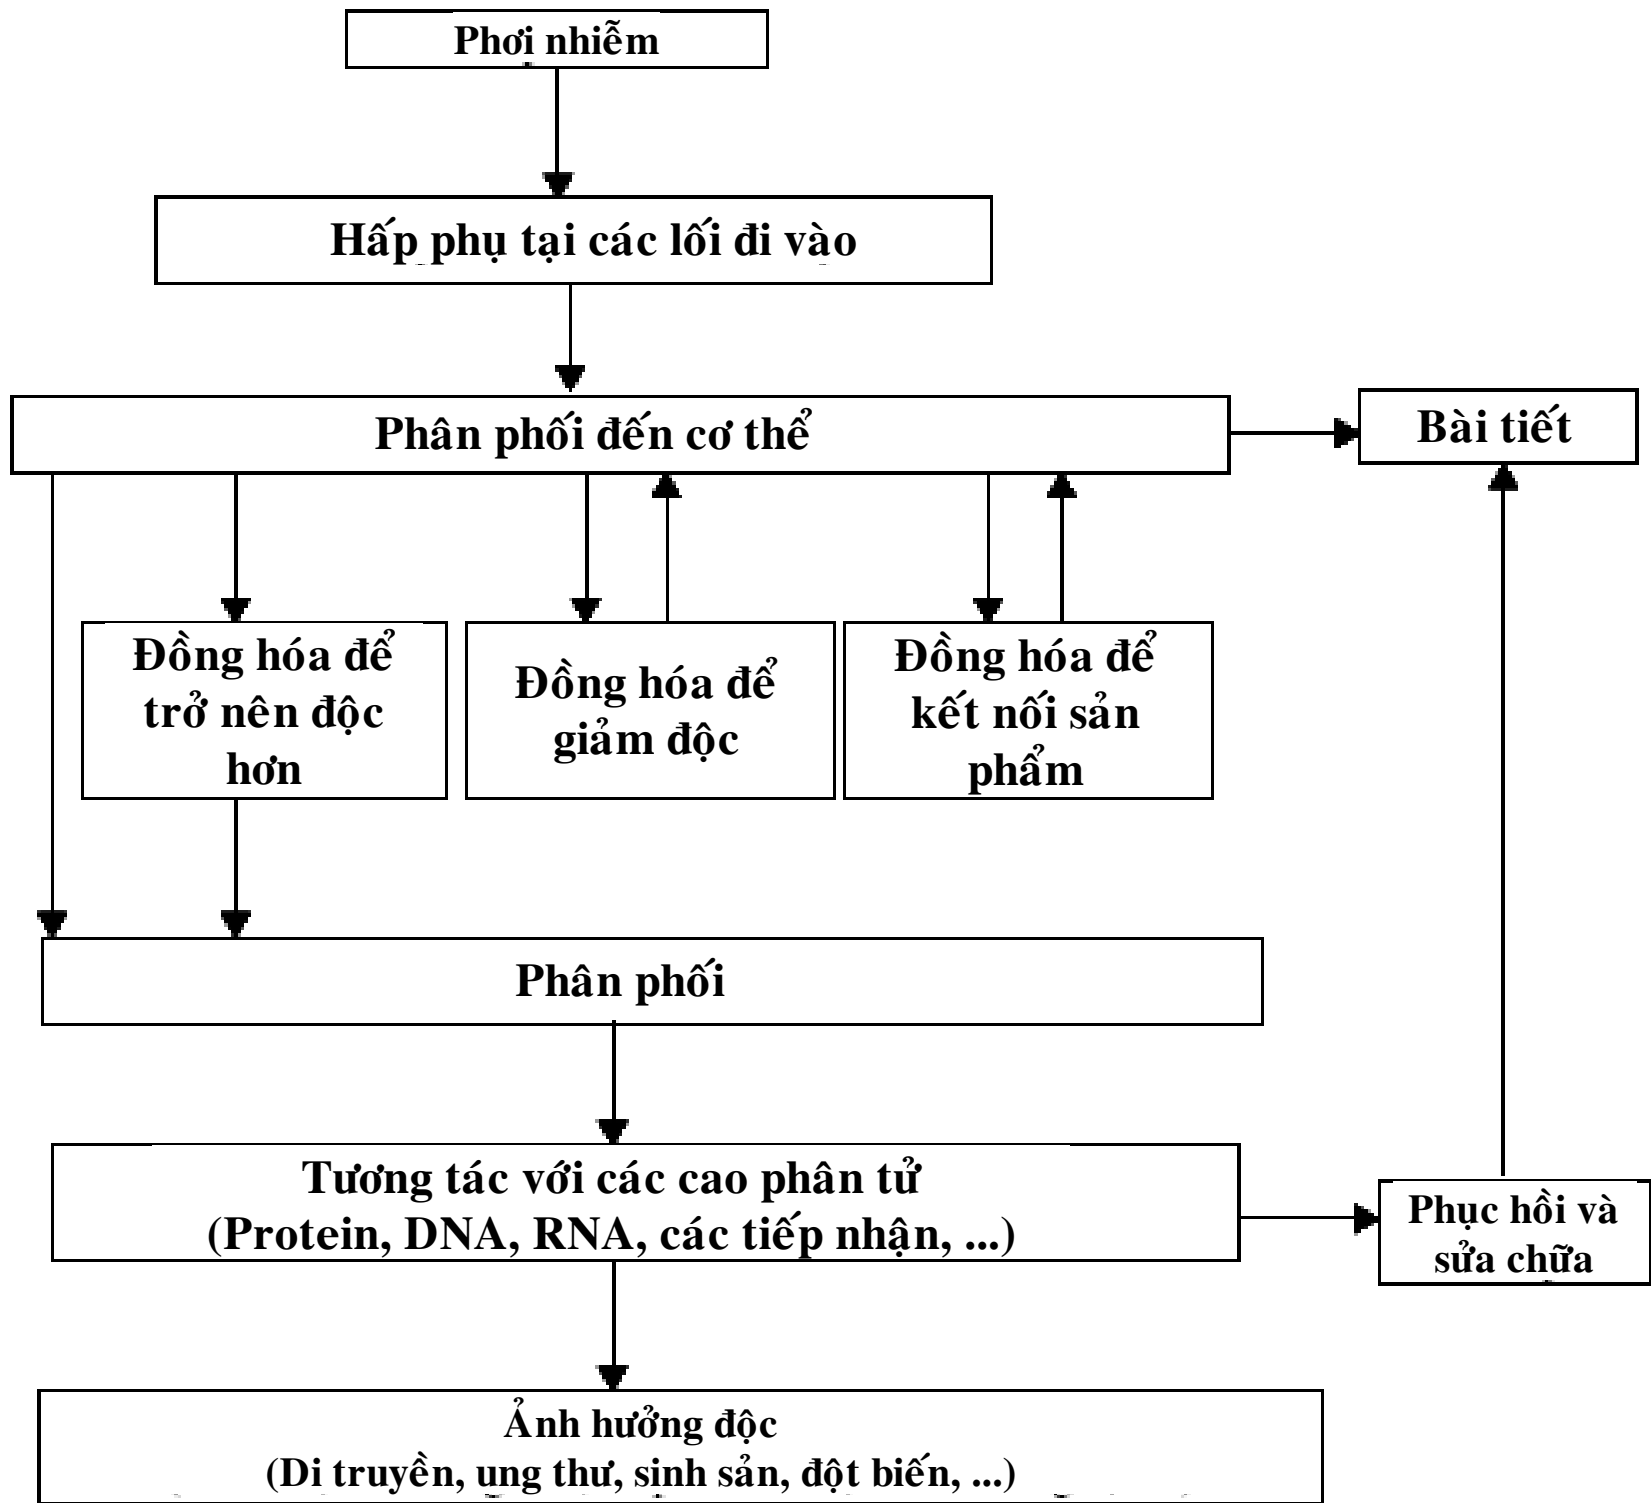 Phơi nhiễm
Hấp phụ tại các lối đi vào
Phân phối đến cơ thể
Bài tiết
Đồng hóa để
trở nên độc
hơn
Đồng hóa để
giảm độc
Đồng hóa để
kết nối sản
phẩm
Phân phối
Tương tác với các cao phân tử
(Protein, DNA, RNA, các tiếp nhận, ...)
Phục hồi và
sửa chữa
Ảnh hưởng độc
(Di truyền, ung thư, sinh sản, đột biến, ...)